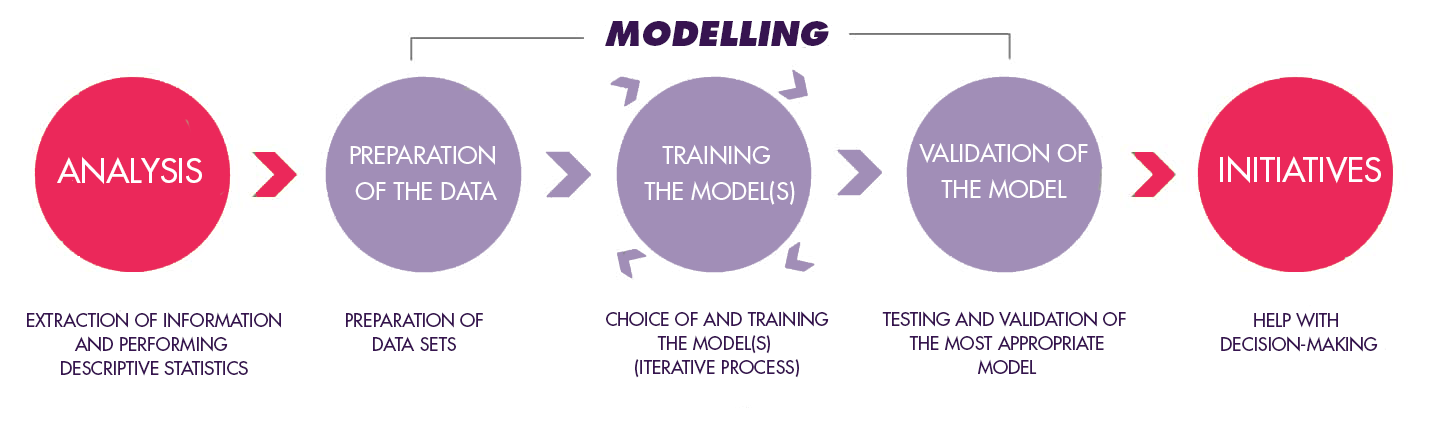 MODELLING
ANALYSIS
PREPARATION
OF THE DATA
TRAINING
THE MODEL(S)
VALIDATION OF
THE MODEL
INITIATIVES
EXTRACTION OF INFORMATION
AND PERFORMING
DESCRIPTIVE STATISTICS
PREPARATION OF
DATA SETS
CHOICE OF AND TRAINING
THE MODEL(S)
(ITERATIVE PROCESS)
TESTING AND VALIDATION OF
THE MOST APPROPRIATE
MODEL
HELP WITH
DECISION-MAKING